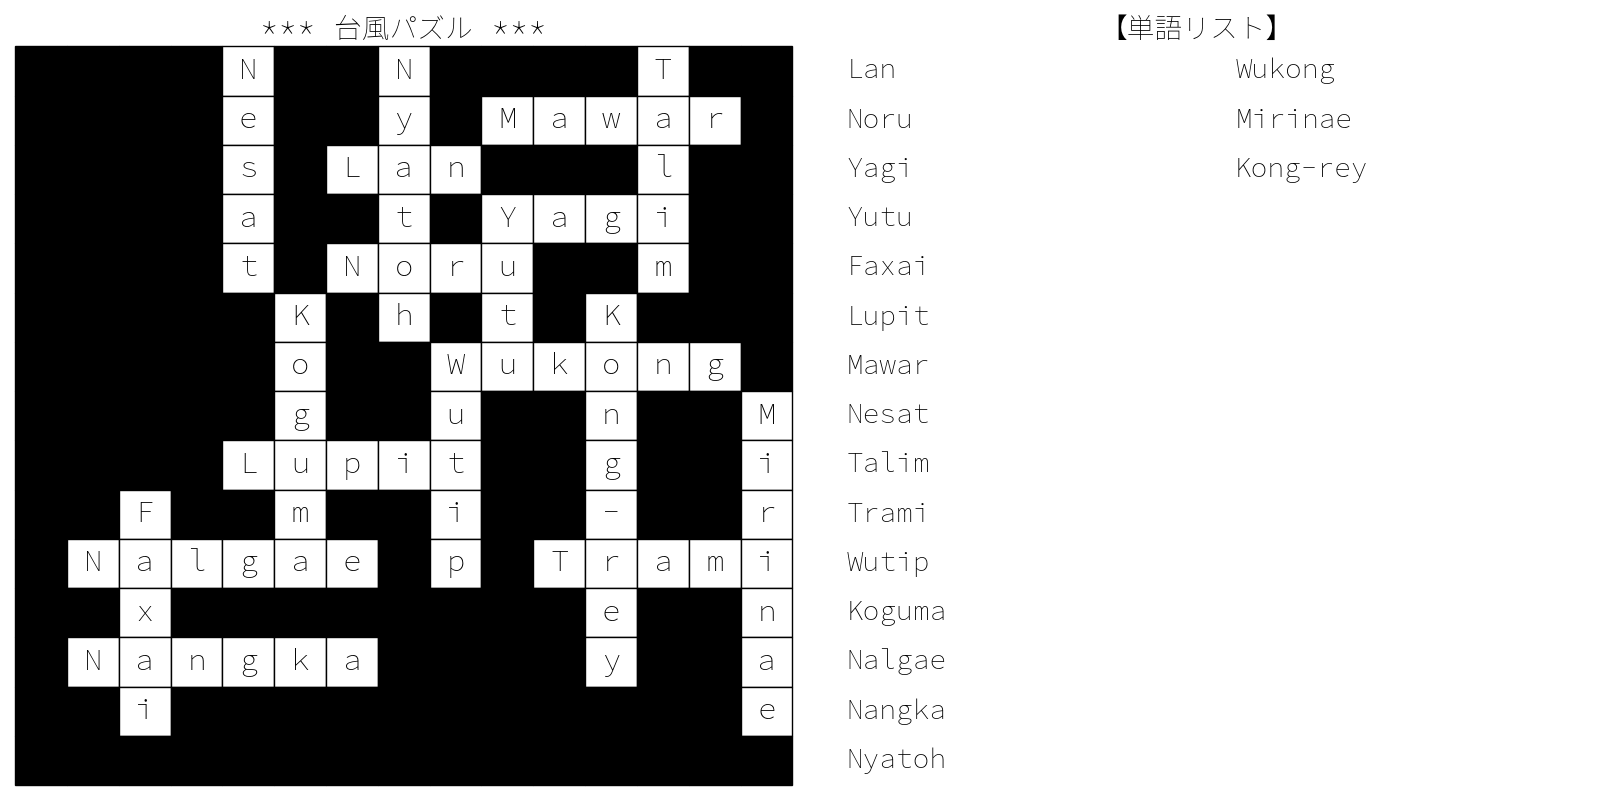 *** 台風パズル ***
N N T
e y M a w a r
s L a n l
a t Y a g i
t N o r u m
K h t K
o W u k o n g
g u n M
L u p i t g i
F m i - r
N a l g a e p T r a m i
x e n
N a n g k a y a
i e
【単語リスト】
Lan
Noru
Yagi
Yutu
Faxai
Lupit
Mawar
Nesat
Talim
Trami
Wutip
Koguma
Nalgae
Nangka
Nyatoh
Wukong
Mirinae
Kong-rey